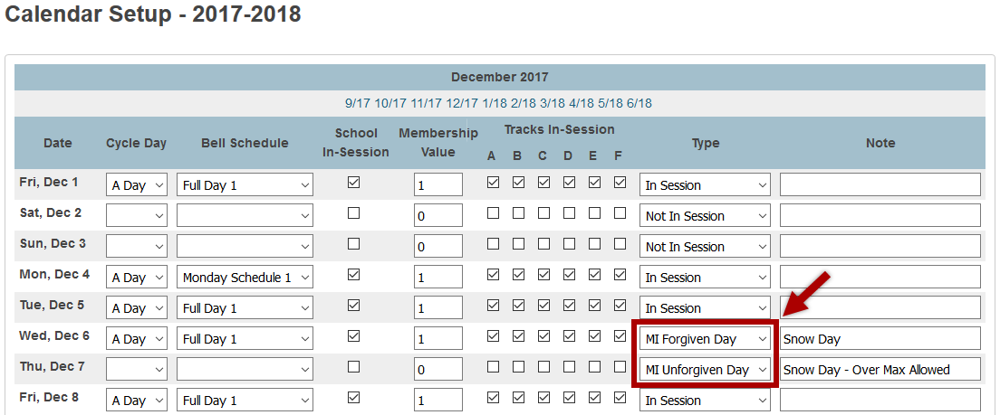 Calendar Setup - 2017-2018
December 2017
9/17 10/17 11/17 12/17 1/18 2/18 3/18 4/18 5/18 6/18
Date Cycle Day Bell Schedule School In-Session Membership Value Tracks In-Session A B C D E F Type Note
Fri, Dec 1 A Day Full Day 1 1 In Session
Sat, Dec 2 0 Not In Session
Sun, Dec 3 0 Not In Session
Mon, Dec 4 A Day Monday Schedule 1 1 In Session
Tue, Dec 5 A Day Full Day 1 1 In Session
Wed, Dec 6 A Day Full Day 1 1 MI Forgiven Day Snow Day
Thu, Dec 7 0 MI Unforgiven Day Snow Day - Over Max Allowed
Fri, Dec 8 A Day Full Day 1 1 In Session